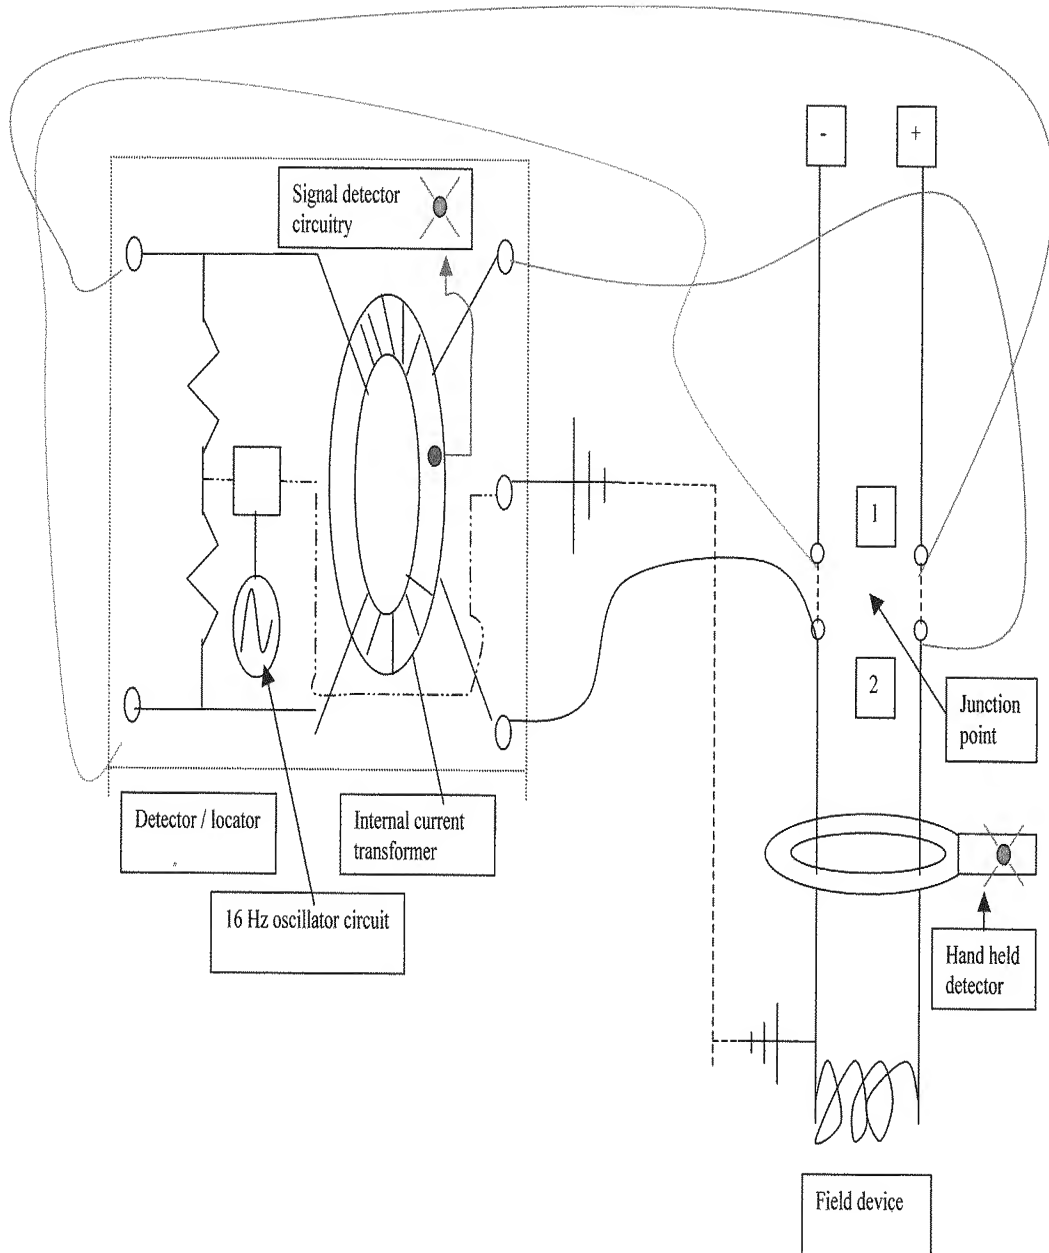 -
+
Signal detector
circuitry
1
2
Junction
point
Detector / locator
Internal current
transformer
16 Hz oscillator circuit
Hand held
detector
Field device